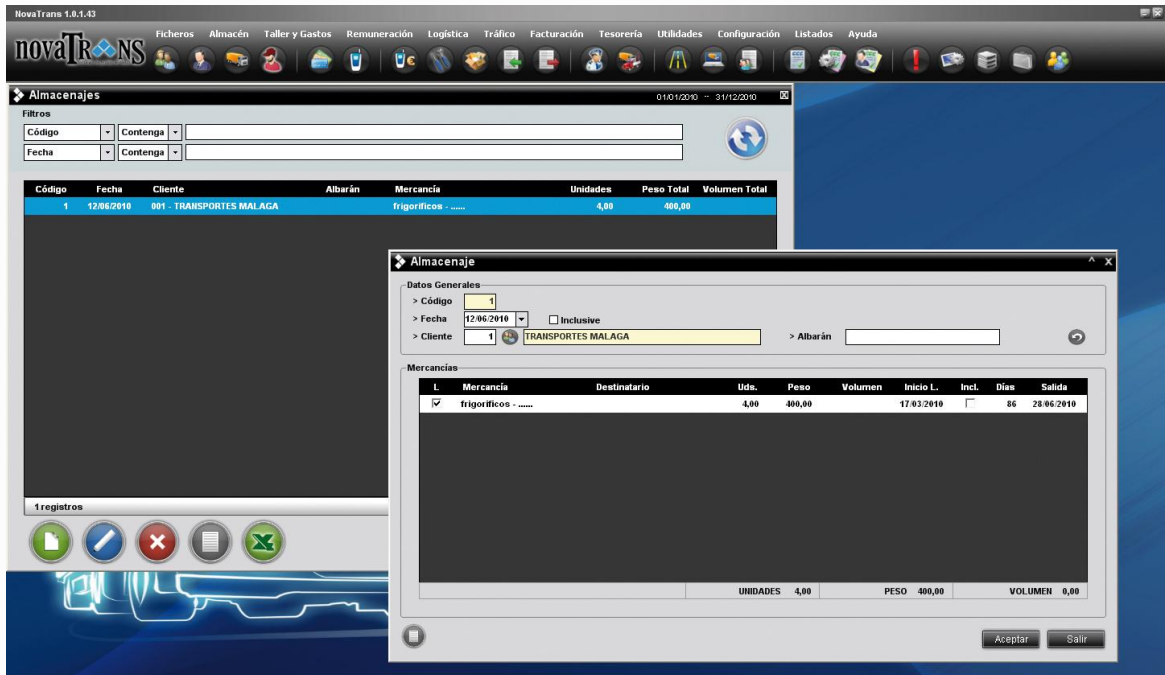 NovaTrans 1.0.1.43
novaTRANS
Ficheros Almacén Taller y Gastos Remuneración Logística Tráfico Facturación Tesorería Utilidades Configuración Listados Ayuda
Almacenajes 01/01/2010 -- 31/12/2010
Filtros
Código Contenga
Fecha Contenga
Código Fecha Cliente Albarán Mercancía Unidades Peso Total Volumen Total
1 12/06/2010 001 - TRANSPORTES MALAGA frigorificos - ...... 4,00 400,00
1 registros
Almacenaje
Datos Generales
> Código 1
> Fecha 12/06/2010 Inclusive
> Cliente 1 TRANSPORTES MALAGA > Albarán
Mercancías
L Mercancía Destinatario Uds. Peso Volumen Inicio L. Incl. Días Salida
frigorificos - ...... 4,00 400,00 17/03/2010 86 28/06/2010
UNIDADES 4,00 PESO 400,00 VOLUMEN 0,00
Aceptar Salir